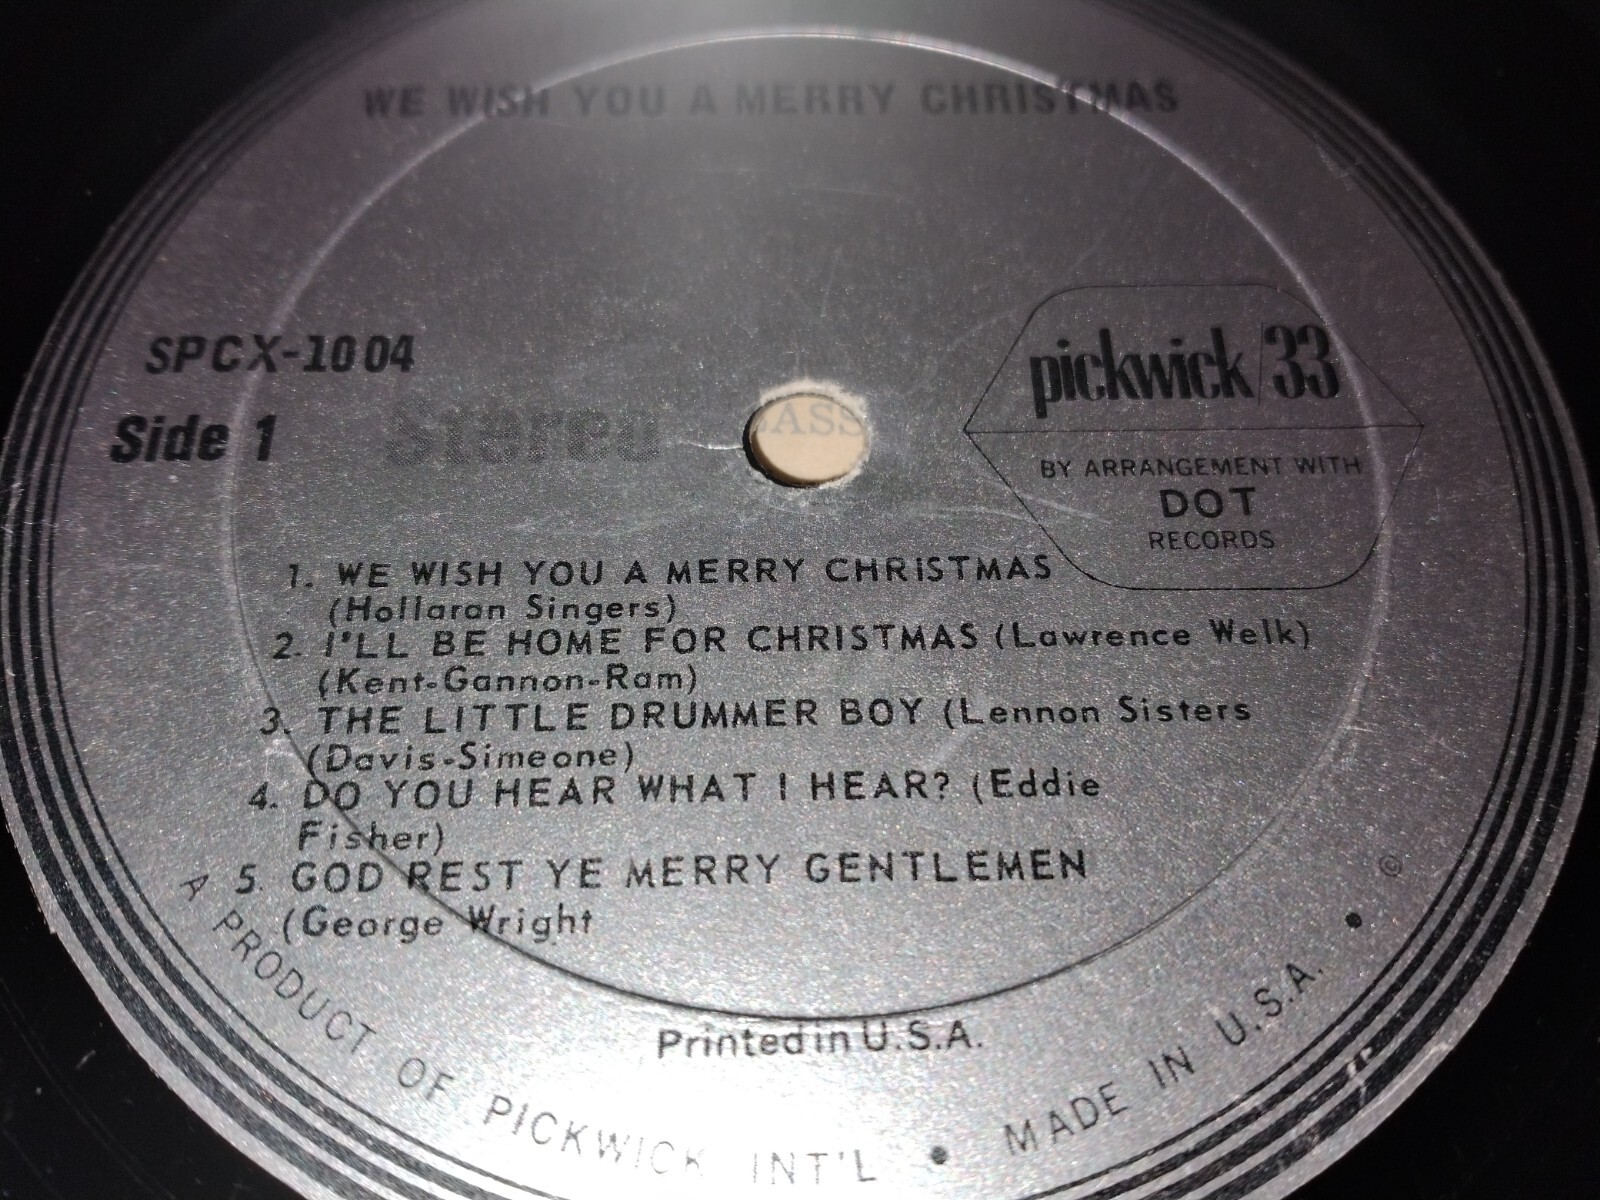 WE WISH YOU A MERRY CHRISTMAS
SPCX-1004
Side 1
Stereo
ASS
pickwick/33
BY ARRANGEMENT WITH
DOT
RECORDS
1. WE WISH YOU A MERRY CHRISTMAS
(Hollaran Singers)
2. I'LL BE HOME FOR CHRISTMAS (Lawrence Welk)
(Kent-Gannon-Ram)
3. THE LITTLE DRUMMER BOY (Lennon Sisters
(Davis-Simeone)
4. DO YOU HEAR WHAT I HEAR? (Eddie
Fisher)
5. GOD REST YE MERRY GENTLEMEN
(George Wright
©
Printed in U.S.A.
A PRODUCT OF PICKWICK INT'L • MADE IN U.S.A. •